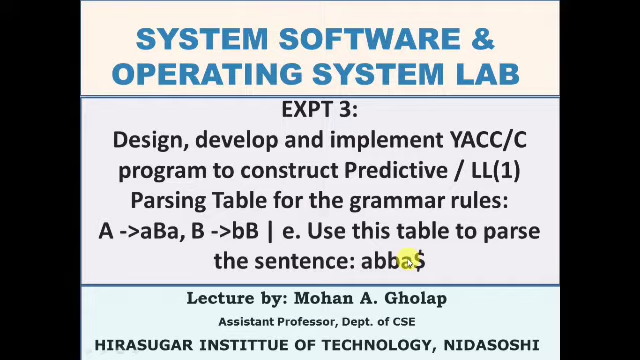 SYSTEM SOFTWARE &
OPERATING SYSTEM LAB
EXPT 3:
Design, develop and implement YACC/C
program to construct Predictive / LL(1)
Parsing Table for the grammar rules:
A ->aBa, B ->bB | e. Use this table to parse
the sentence: abba$
Lecture by: Mohan A. Gholap
Assistant Professor, Dept. of CSE
HIRASUGAR INSTITTUE OF TECHNOLOGY, NIDASOSHI